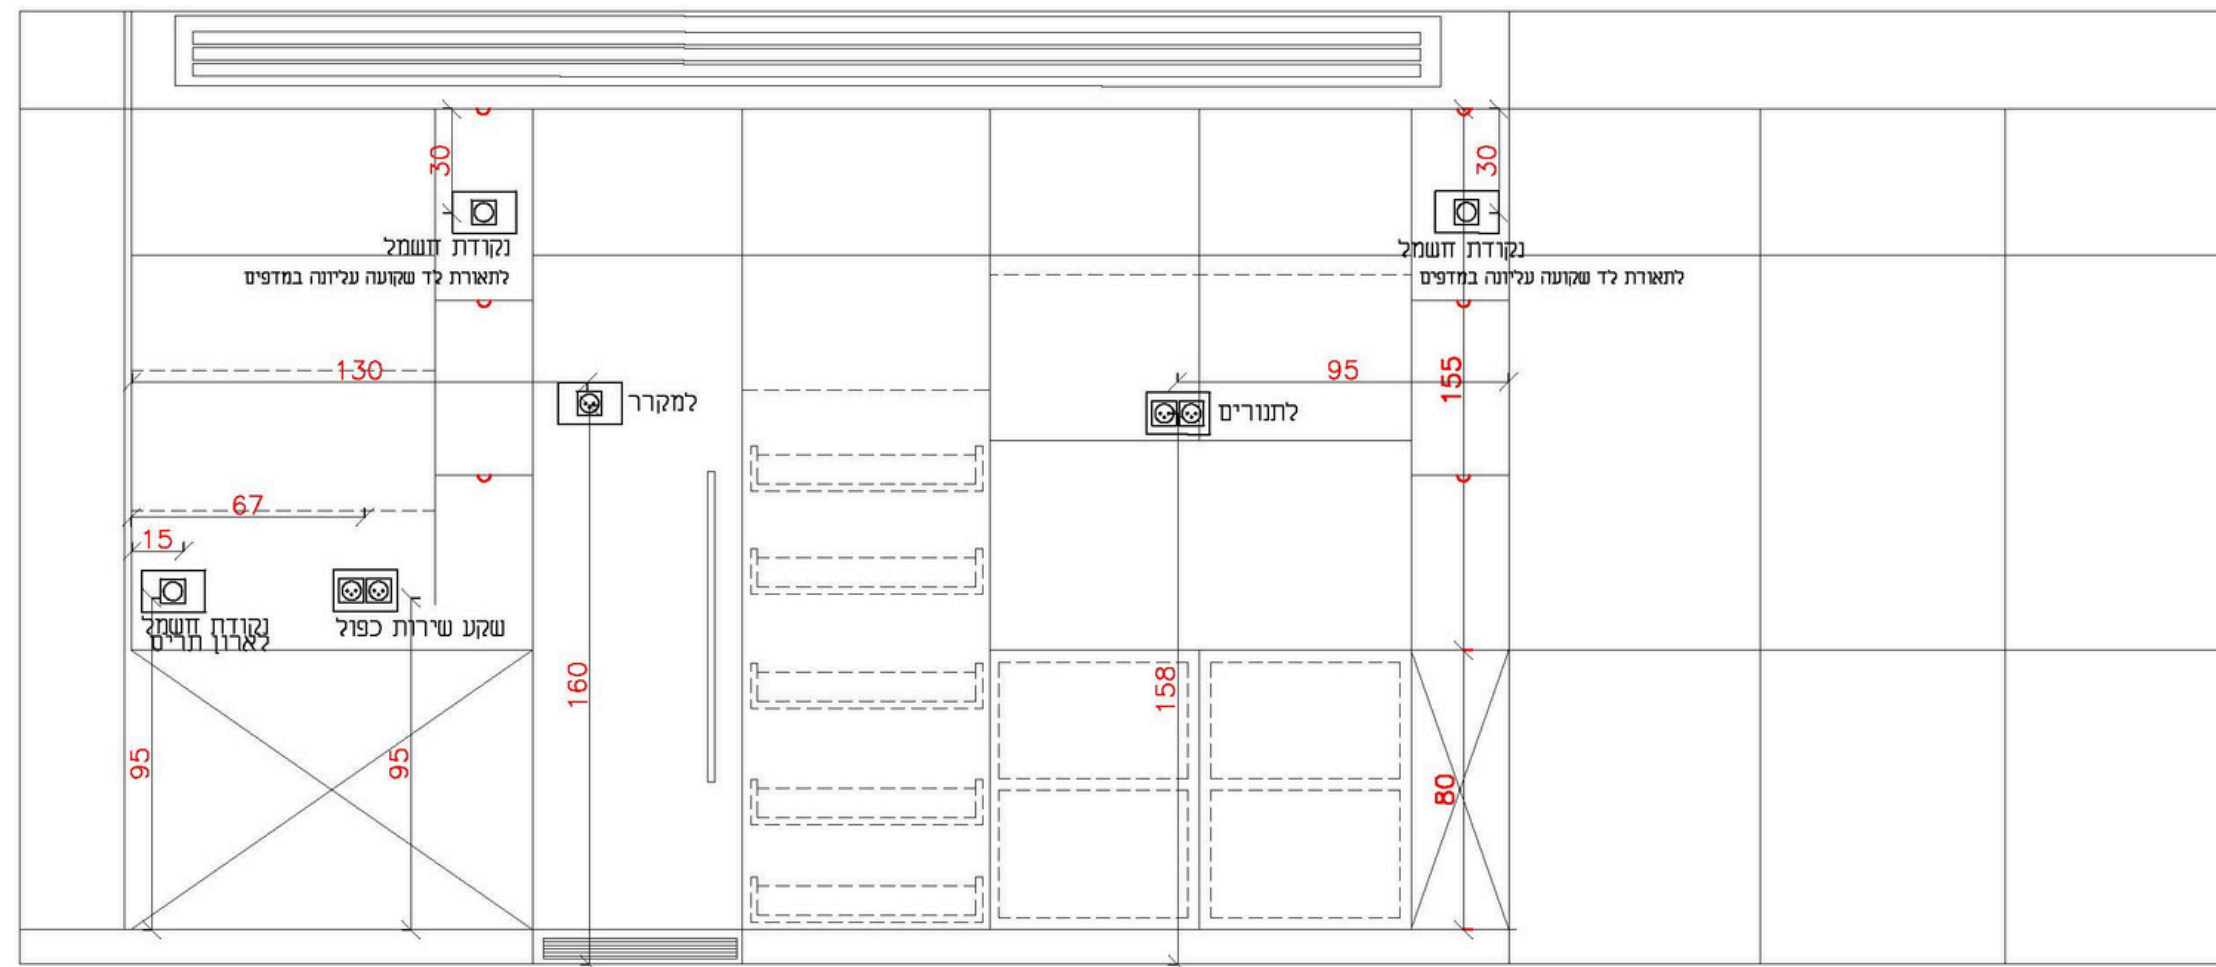 30
30
נקודת חשמל
לתאורת לד שקועה עליונה במדפים
נקודת חשמל
לתאורת לד שקועה עליונה במדפים
130
למקרר
95
לתנורים
155
67
15
נקודת חשמל
לארון תריס
שקע שירות כפול
95
95
160
158
80